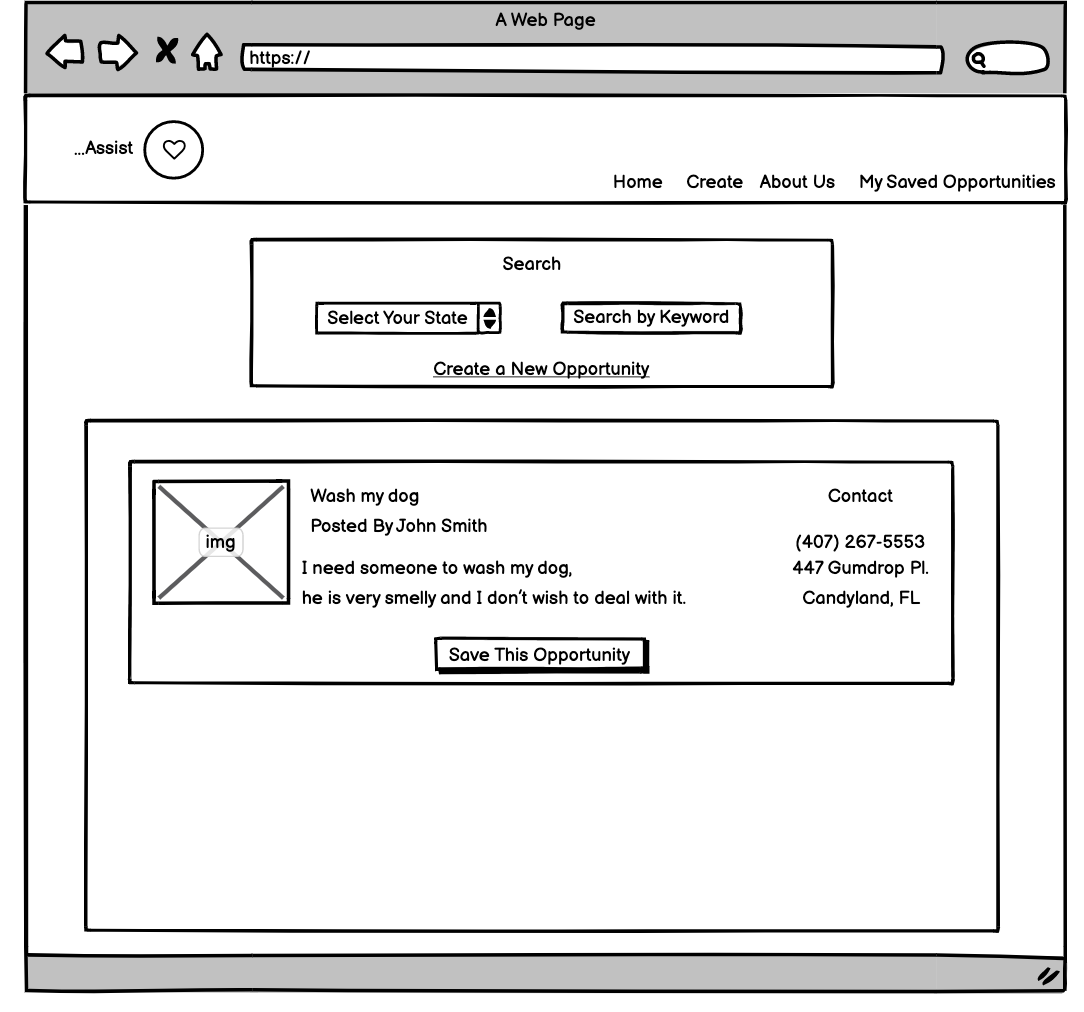 A Web Page
https://
...Assist
Home Create About Us My Saved Opportunities
Search
Select Your State Search by Keyword
Create a New Opportunity
img
Wash my dog
Posted By John Smith
I need someone to wash my dog,
he is very smelly and I don't wish to deal with it.
Contact
(407) 267-5553
447 Gumdrop Pl.
Candyland, FL
Save This Opportunity